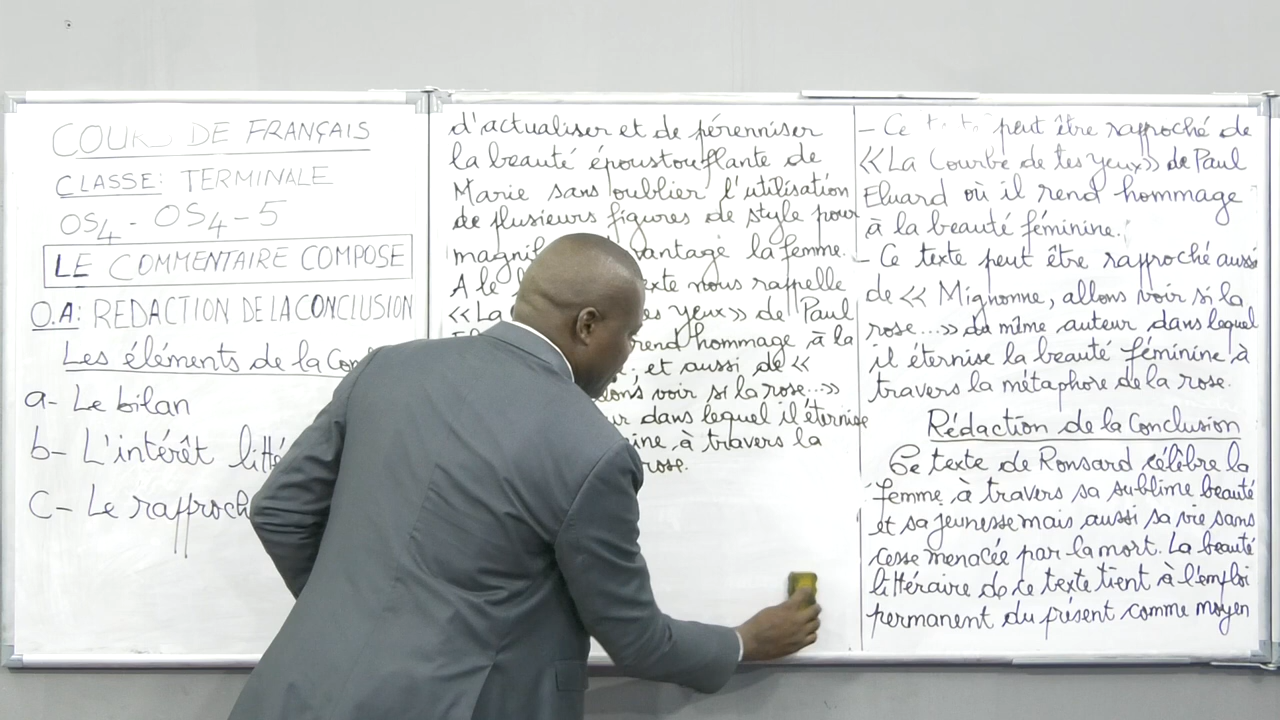 COURS DE FRANÇAIS
CLASSE: TERMINALE
OS4 - OS4-5
LE COMMENTAIRE COMPOSE
O.A: REDACTION DE LA CONCLUSION
Les éléments de la Con
a- Le bilan
b- L'intérêt litté
C- Le rapproch
d'actualiser et de pérenniser
la beauté époustouflante de
Marie sans oublier l'utilisation
de plusieurs figures de style pour
magnif vantage la femme.
A le exte nous rappelle
«La es yeux» de Paul
rend hommage à la
et aussi de «
lons voir si la rose...»
ur dans lequel il éternise
ine, à travers la
rose.
- Ce peut être rapproché de
«La Courbe de tes yeux» de Paul
Eluard où il rend hommage
à la beauté féminine.
- Ce texte peut être rapproché aussi
de « Mignonne, allons voir si la
rose...» du même auteur dans lequel
il éternise la beauté féminine à
travers la métaphore de la rose.
Rédaction de la Conclusion
Ce texte de Ronsard célèbre la
femme à travers sa sublime beauté
et sa jeunesse mais aussi sa vie sans
cesse menacée par la mort. La beauté
littéraire de ce texte tient à l'emploi
permanent du présent comme moyen